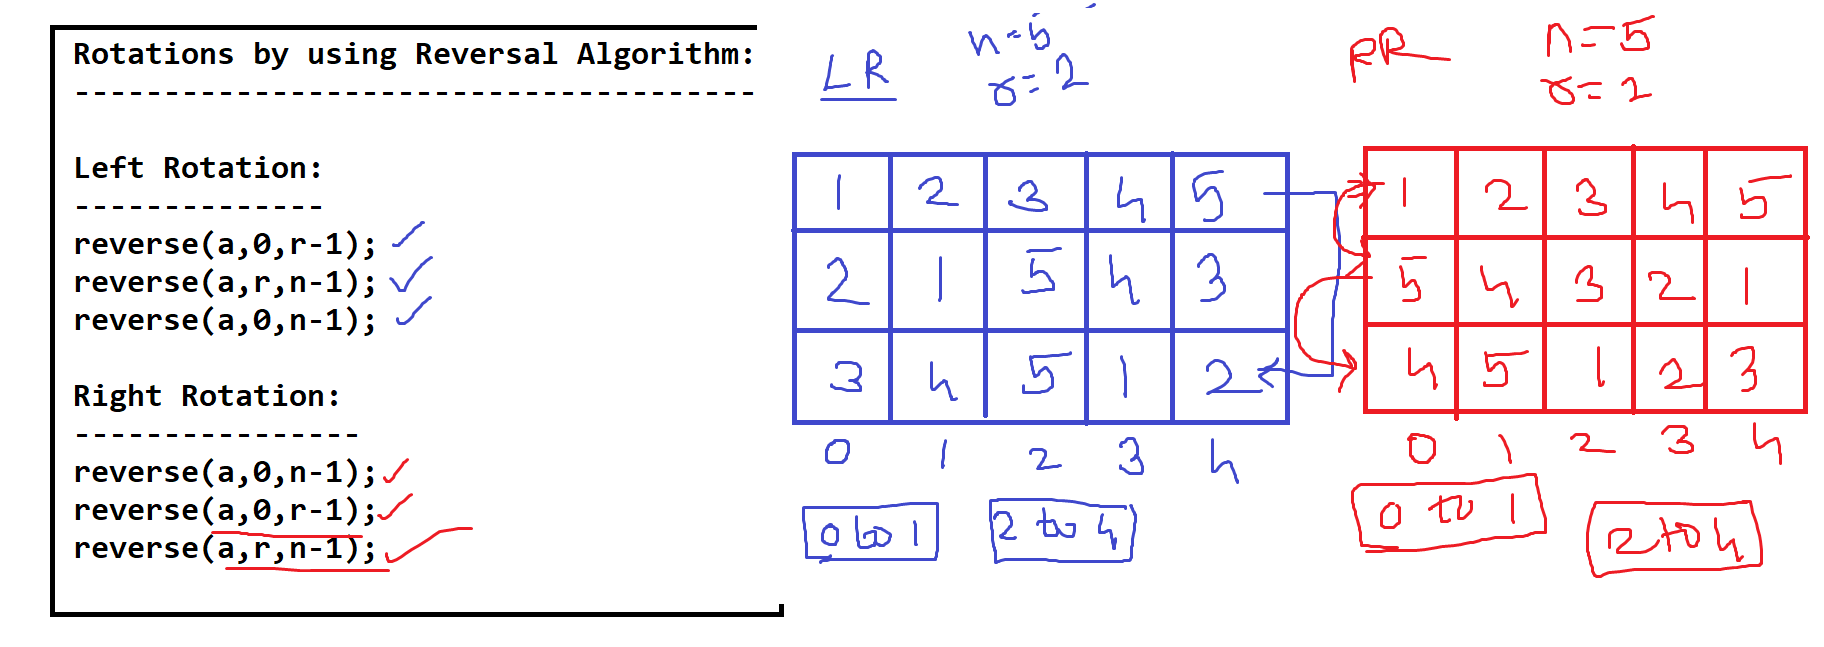 Rotations by using Reversal Algorithm:
-------------------------------------
Left Rotation:
--------------
reverse(a,0,r-1);
reverse(a,r,n-1);
reverse(a,0,n-1);
Right Rotation:
----------------
reverse(a,0,n-1);
reverse(a,0,r-1);
reverse(a,r,n-1);
LR n=5
r=2
1 2 3 4 5
2 1 5 4 3
3 4 5 1 2
0 1 2 3 4
0 to 1 2 to 4
RR n=5
r=2
1 2 3 4 5
5 4 3 2 1
4 5 1 2 3
0 1 2 3 4
0 to 1 2 to 4